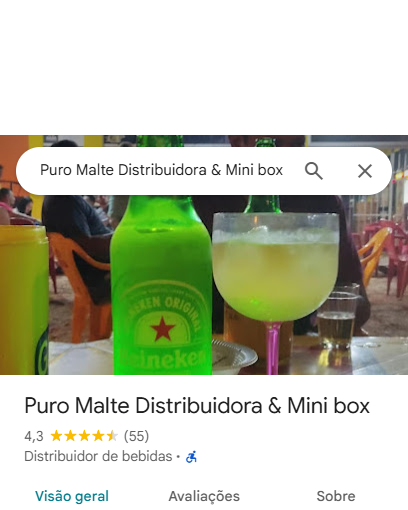 Puro Malte Distribuidora & Mini box
HEINEKEN ORIGINAL
Heineken
Puro Malte Distribuidora & Mini box
4,3 (55)
Distribuidor de bebidas ·
Visão geral Avaliações Sobre